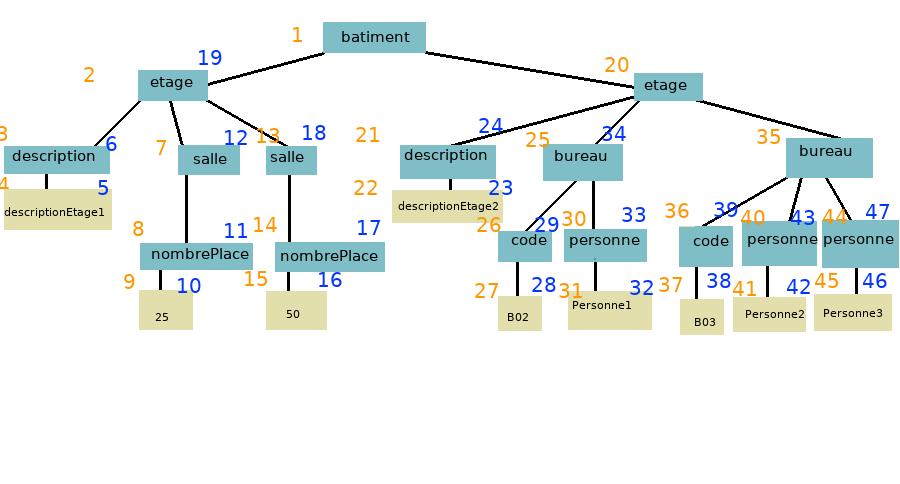 1 batiment
19
2 etage
20 etage
3 description 6
7 salle 12
13 salle 18
21 description 24
25 bureau 34
35 bureau
4 descriptionEtage1 5
22 descriptionEtage2 23
8 nombrePlace 11
14 nombrePlace 17
26 code 29
30 personne 33
36 code 39
40 personne 43
44 personne 47
9 25 10
15 50 16
27 B02 28
31 Personne1 32
37 B03 38
41 Personne2 42
45 Personne3 46